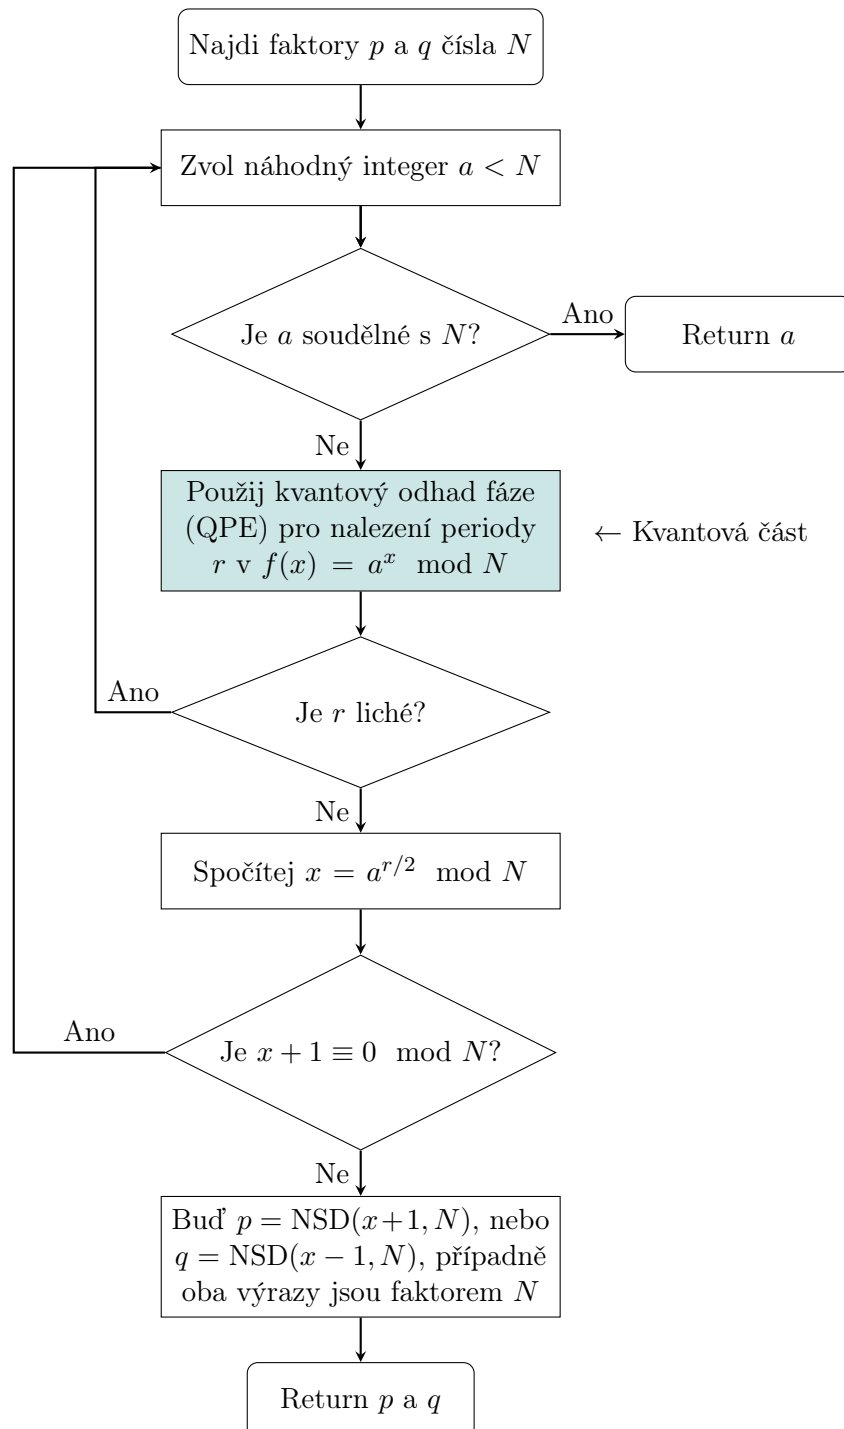 Najdi faktory p a q čísla N
Zvol náhodný integer a < N
Je a soudělné s N?
Ano
Return a
Ne
Použij kvantový odhad fáze
(QPE) pro nalezení periody
r v f(x) = a^x mod N
← Kvantová část
Ano
Je r liché?
Ne
Spočítej x = a^{r/2} mod N
Ano
Je x + 1 ≡ 0 mod N?
Ne
Buď p = NSD(x+1, N), nebo
q = NSD(x − 1, N), případně
oba výrazy jsou faktorem N
Return p a q